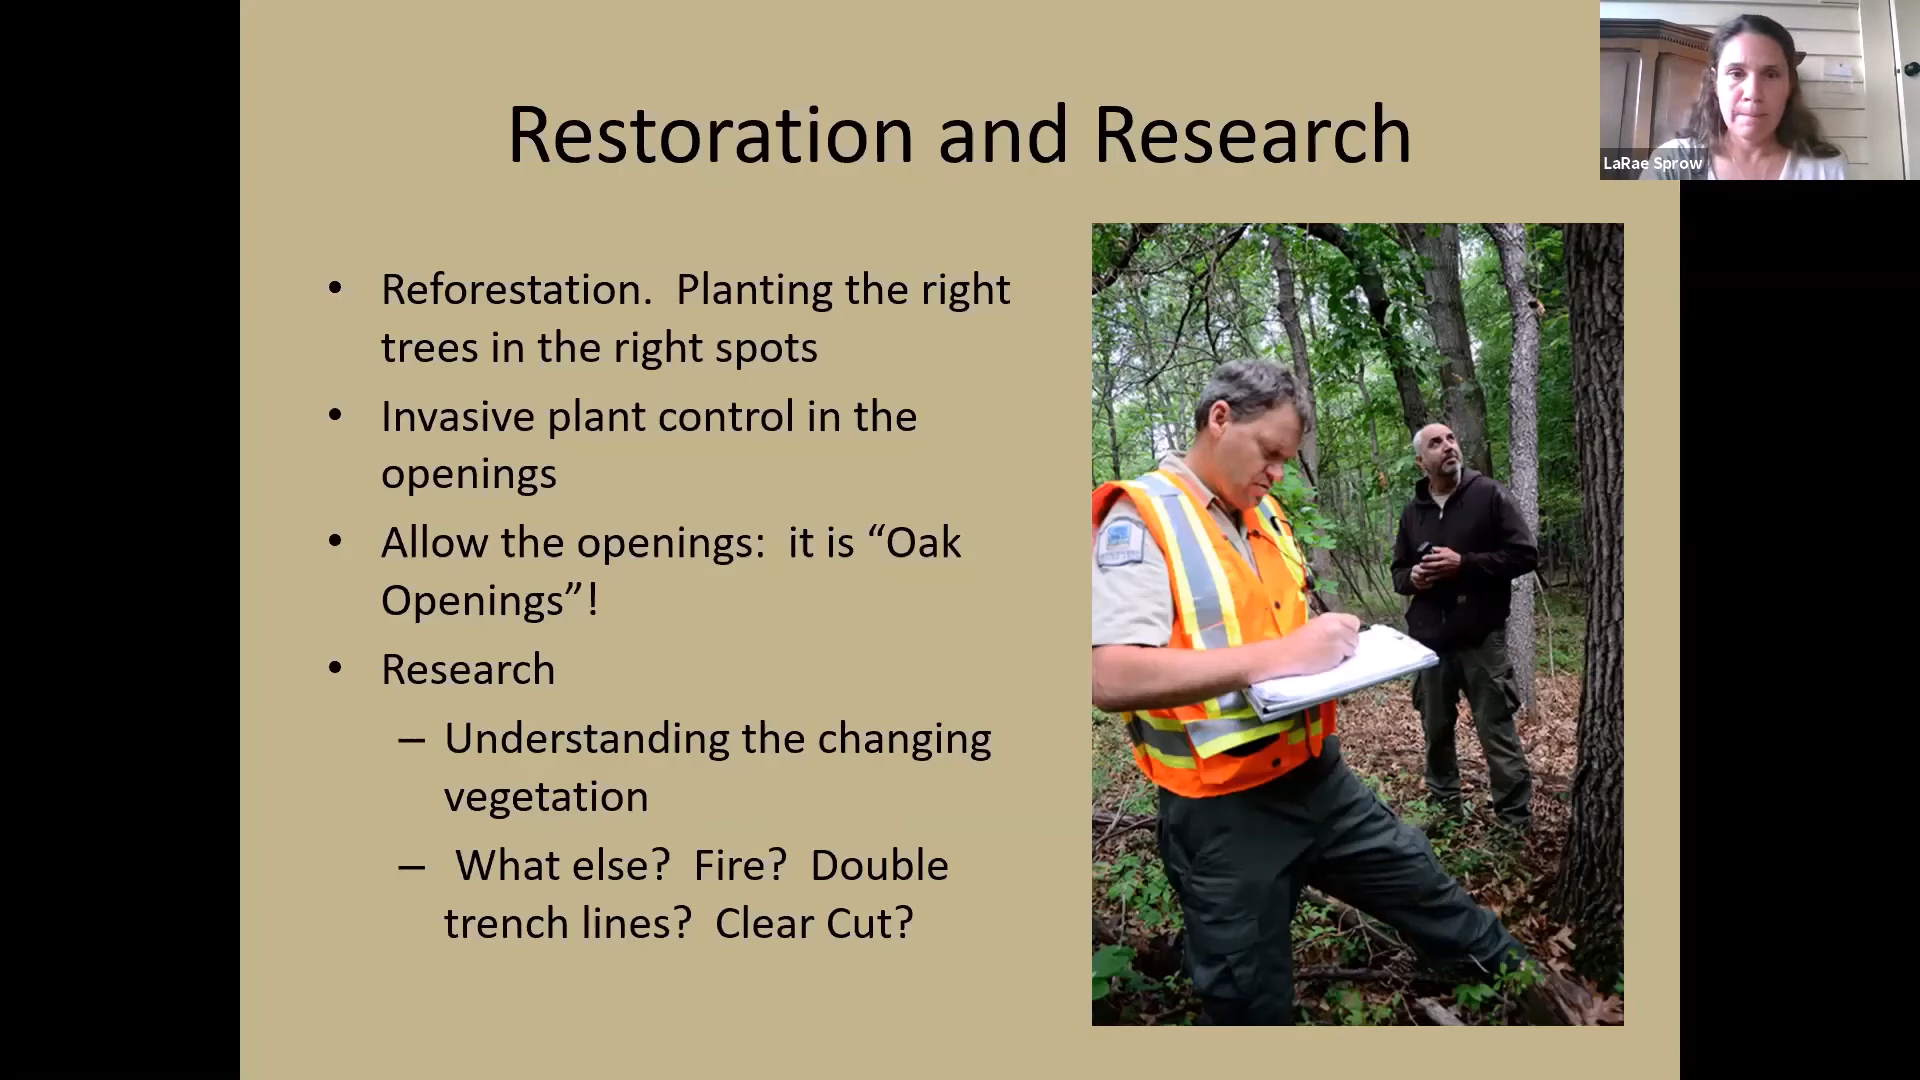 Restoration and Research
LaRae Sprow
• Reforestation. Planting the right
trees in the right spots
• Invasive plant control in the
openings
• Allow the openings: it is “Oak
Openings”!
• Research
– Understanding the changing
vegetation
– What else? Fire? Double
trench lines? Clear Cut?